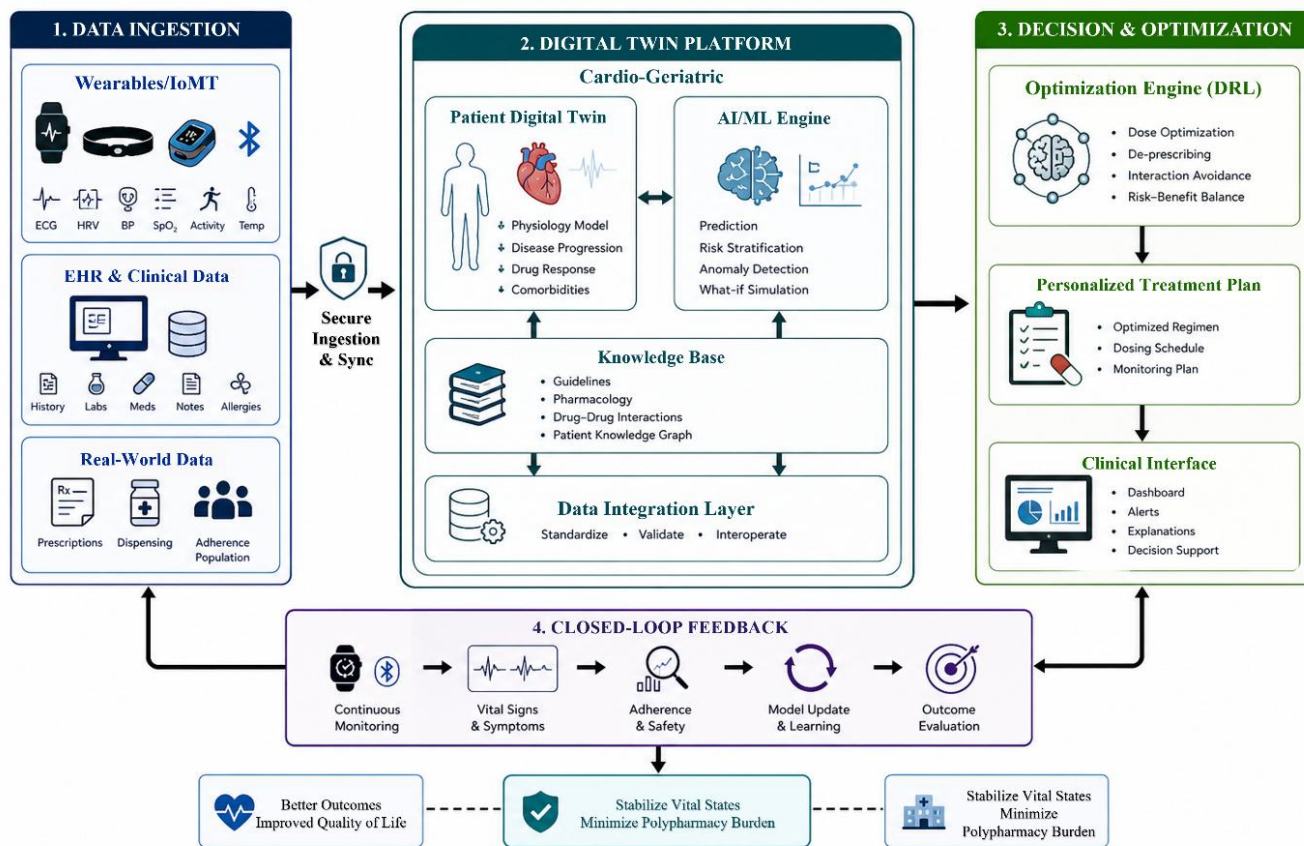 1. DATA INGESTION
Wearables/IoMT
ECG HRV BP SpO₂ Activity Temp
EHR & Clinical Data
History Labs Meds Notes Allergies
Real-World Data
Rx
Prescriptions Dispensing Adherence
Population
Secure
Ingestion
& Sync
2. DIGITAL TWIN PLATFORM
Cardio-Geriatric
Patient Digital Twin
Physiology Model
Disease Progression
Drug Response
Comorbidities
AI/ML Engine
Prediction
Risk Stratification
Anomaly Detection
What-if Simulation
Knowledge Base
• Guidelines
• Pharmacology
• Drug–Drug Interactions
• Patient Knowledge Graph
Data Integration Layer
Standardize • Validate • Interoperate
3. DECISION & OPTIMIZATION
Optimization Engine (DRL)
• Dose Optimization
• De-prescribing
• Interaction Avoidance
• Risk–Benefit Balance
Personalized Treatment Plan
• Optimized Regimen
• Dosing Schedule
• Monitoring Plan
Clinical Interface
• Dashboard
• Alerts
• Explanations
• Decision Support
4. CLOSED-LOOP FEEDBACK
Continuous
Monitoring
Vital Signs
& Symptoms
Adherence
& Safety
Model Update
& Learning
Outcome
Evaluation
Better Outcomes
Improved Quality of Life
Stabilize Vital States
Minimize Polypharmacy Burden
Stabilize Vital States
Minimize
Polypharmacy Burden